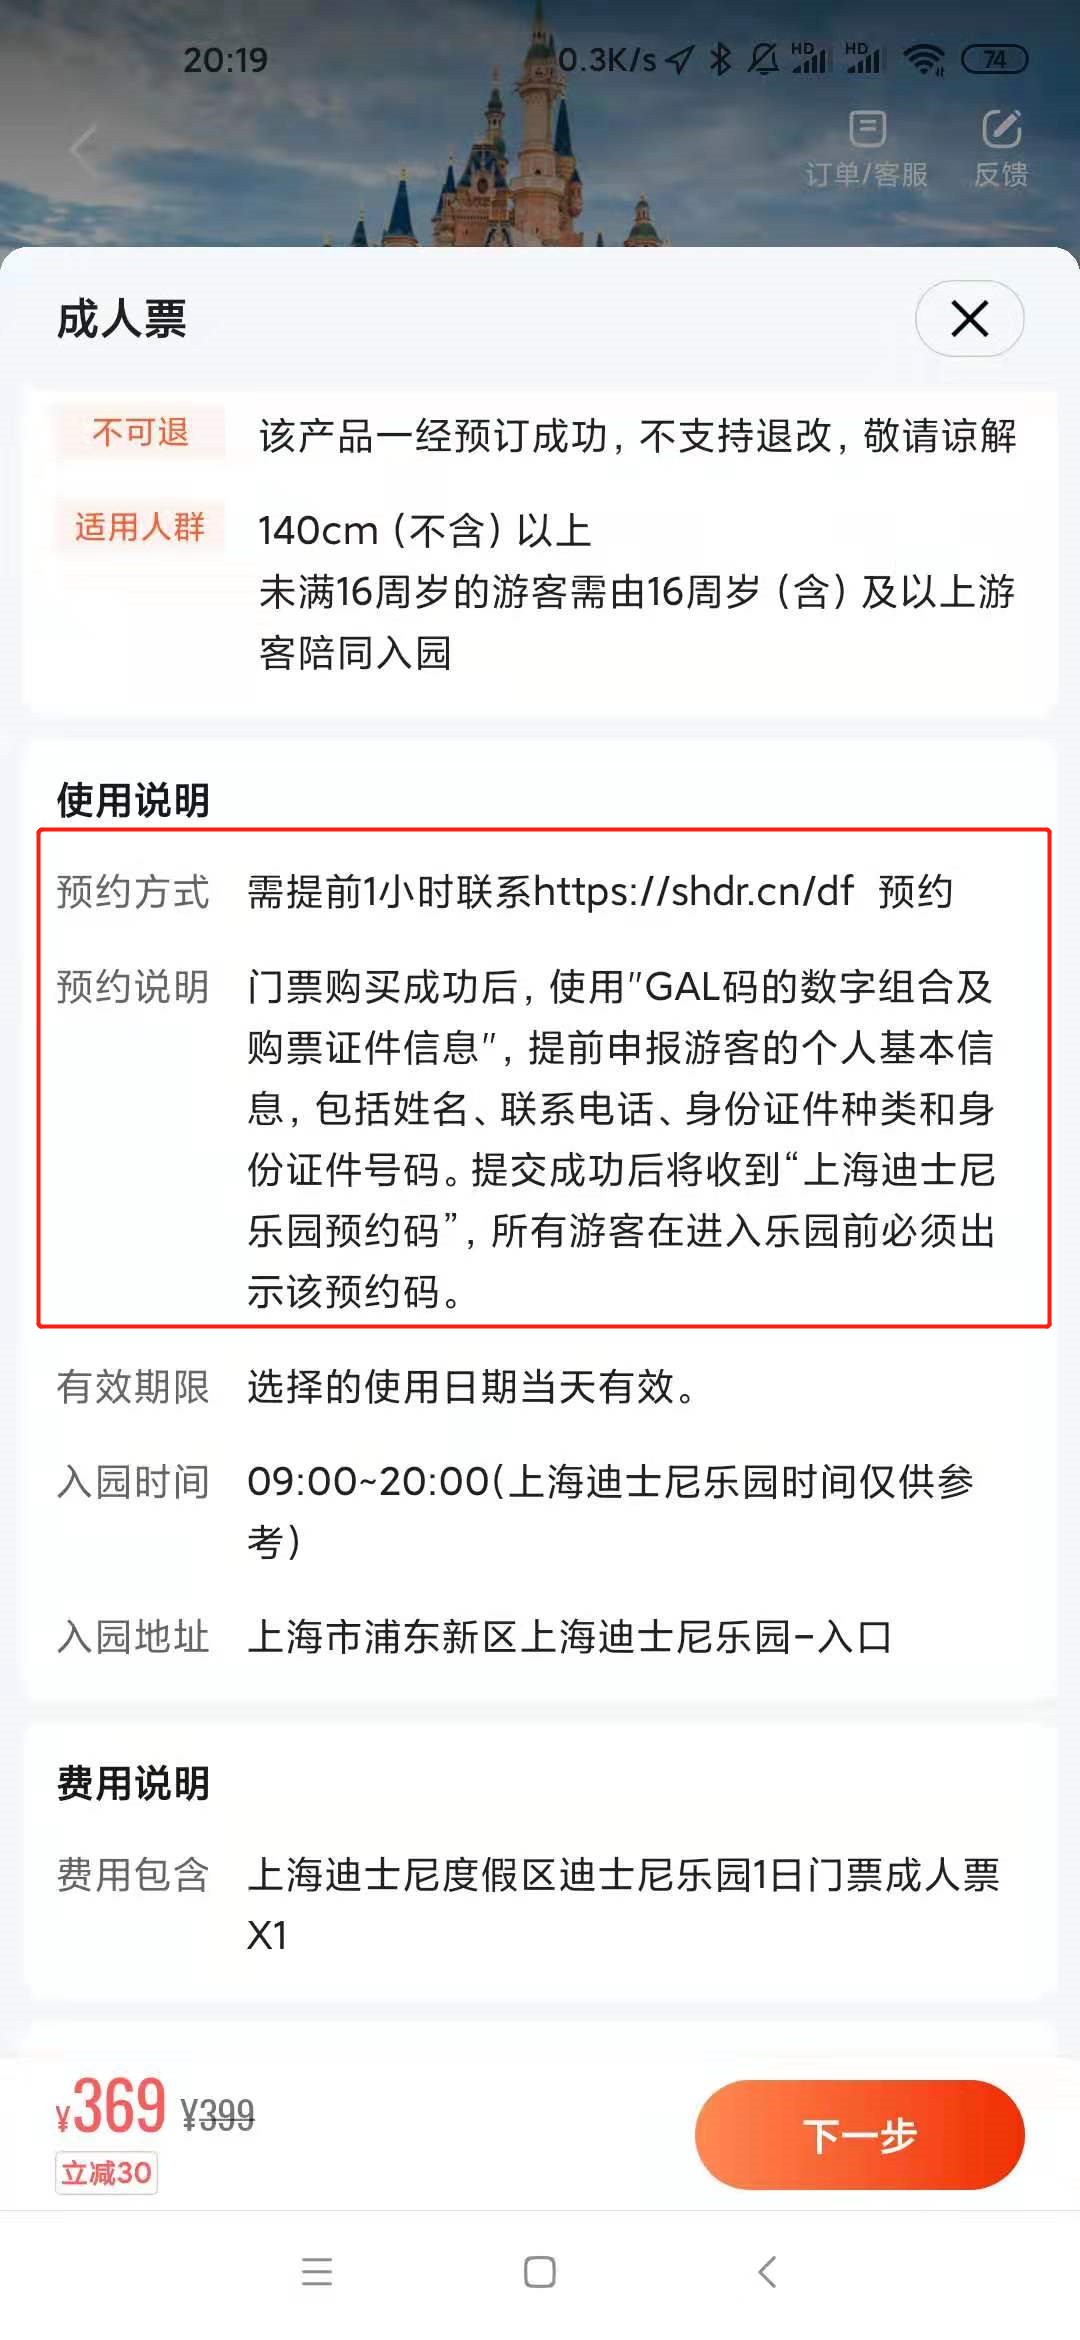 20:19
0.3K/s
HD
HD
74
订单/客服
反馈
成人票
不可退
该产品一经预订成功，不支持退改，敬请谅解
适用人群
140cm（不含）以上
未满16周岁的游客需由16周岁（含）及以上游
客陪同入园
使用说明
预约方式
需提前1小时联系https://shdr.cn/df 预约
预约说明
门票购买成功后，使用"GAL码的数字组合及
购票证件信息"，提前申报游客的个人基本信
息，包括姓名、联系电话、身份证件种类和身
份证件号码。提交成功后将收到“上海迪士尼
乐园预约码”，所有游客在进入乐园前必须出
示该预约码。
有效期限
选择的使用日期当天有效。
入园时间
09:00~20:00(上海迪士尼乐园时间仅供参
考)
入园地址
上海市浦东新区上海迪士尼乐园-入口
费用说明
费用包含
上海迪士尼度假区迪士尼乐园1日门票成人票
X1
¥369 ¥399
立减30
下一步